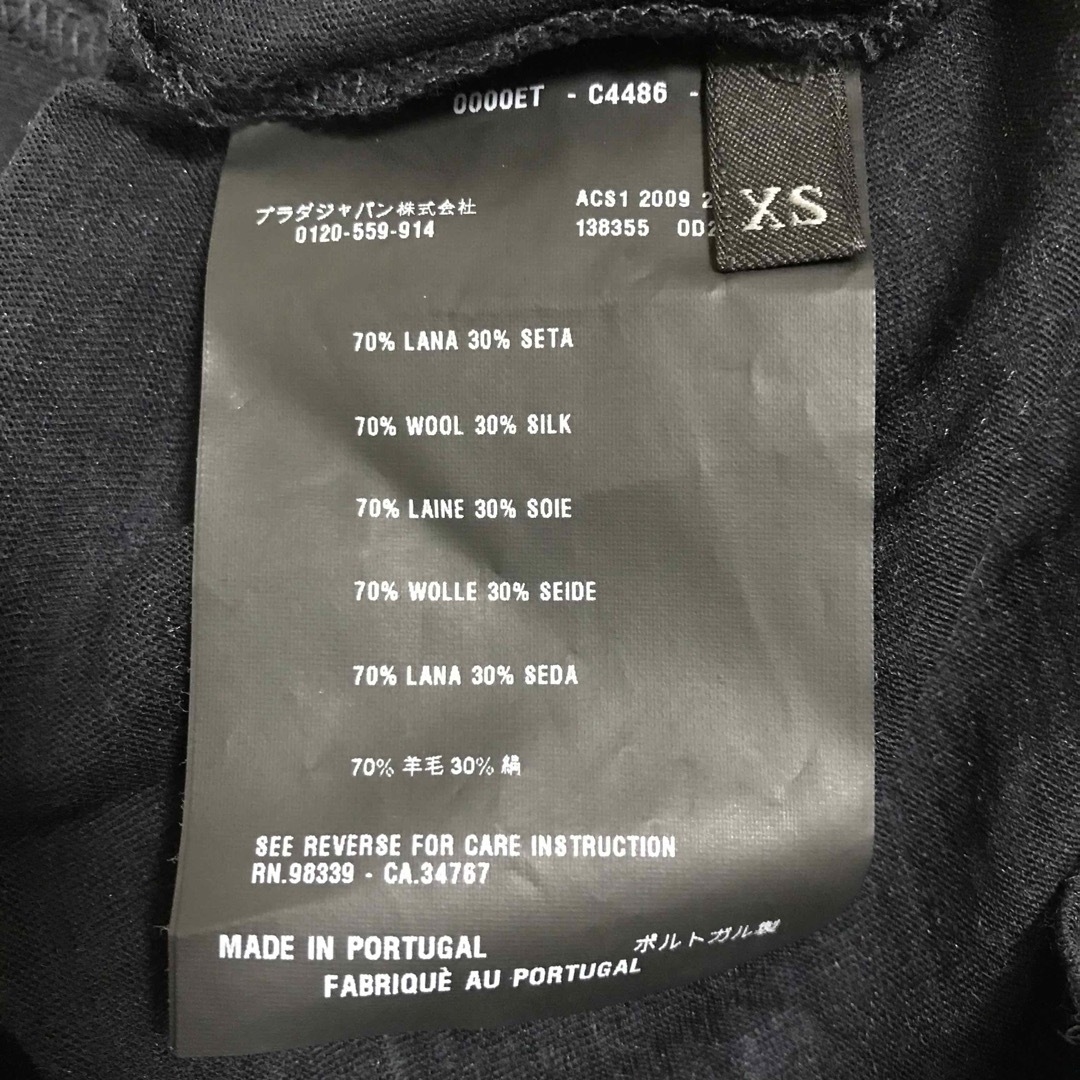 0000ET - C4486 -
プラダジャパン株式会社
0120-559-914
ACS1 2009 2
138355 OD2
XS
70% LANA 30% SETA
70% WOOL 30% SILK
70% LAINE 30% SOIE
70% WOLLE 30% SEIDE
70% LANA 30% SEDA
70% 羊毛 30% 絹
SEE REVERSE FOR CARE INSTRUCTION
RN.98339 - CA.34767
MADE IN PORTUGAL
ポルトガル製
FABRIQUÈ AU PORTUGAL